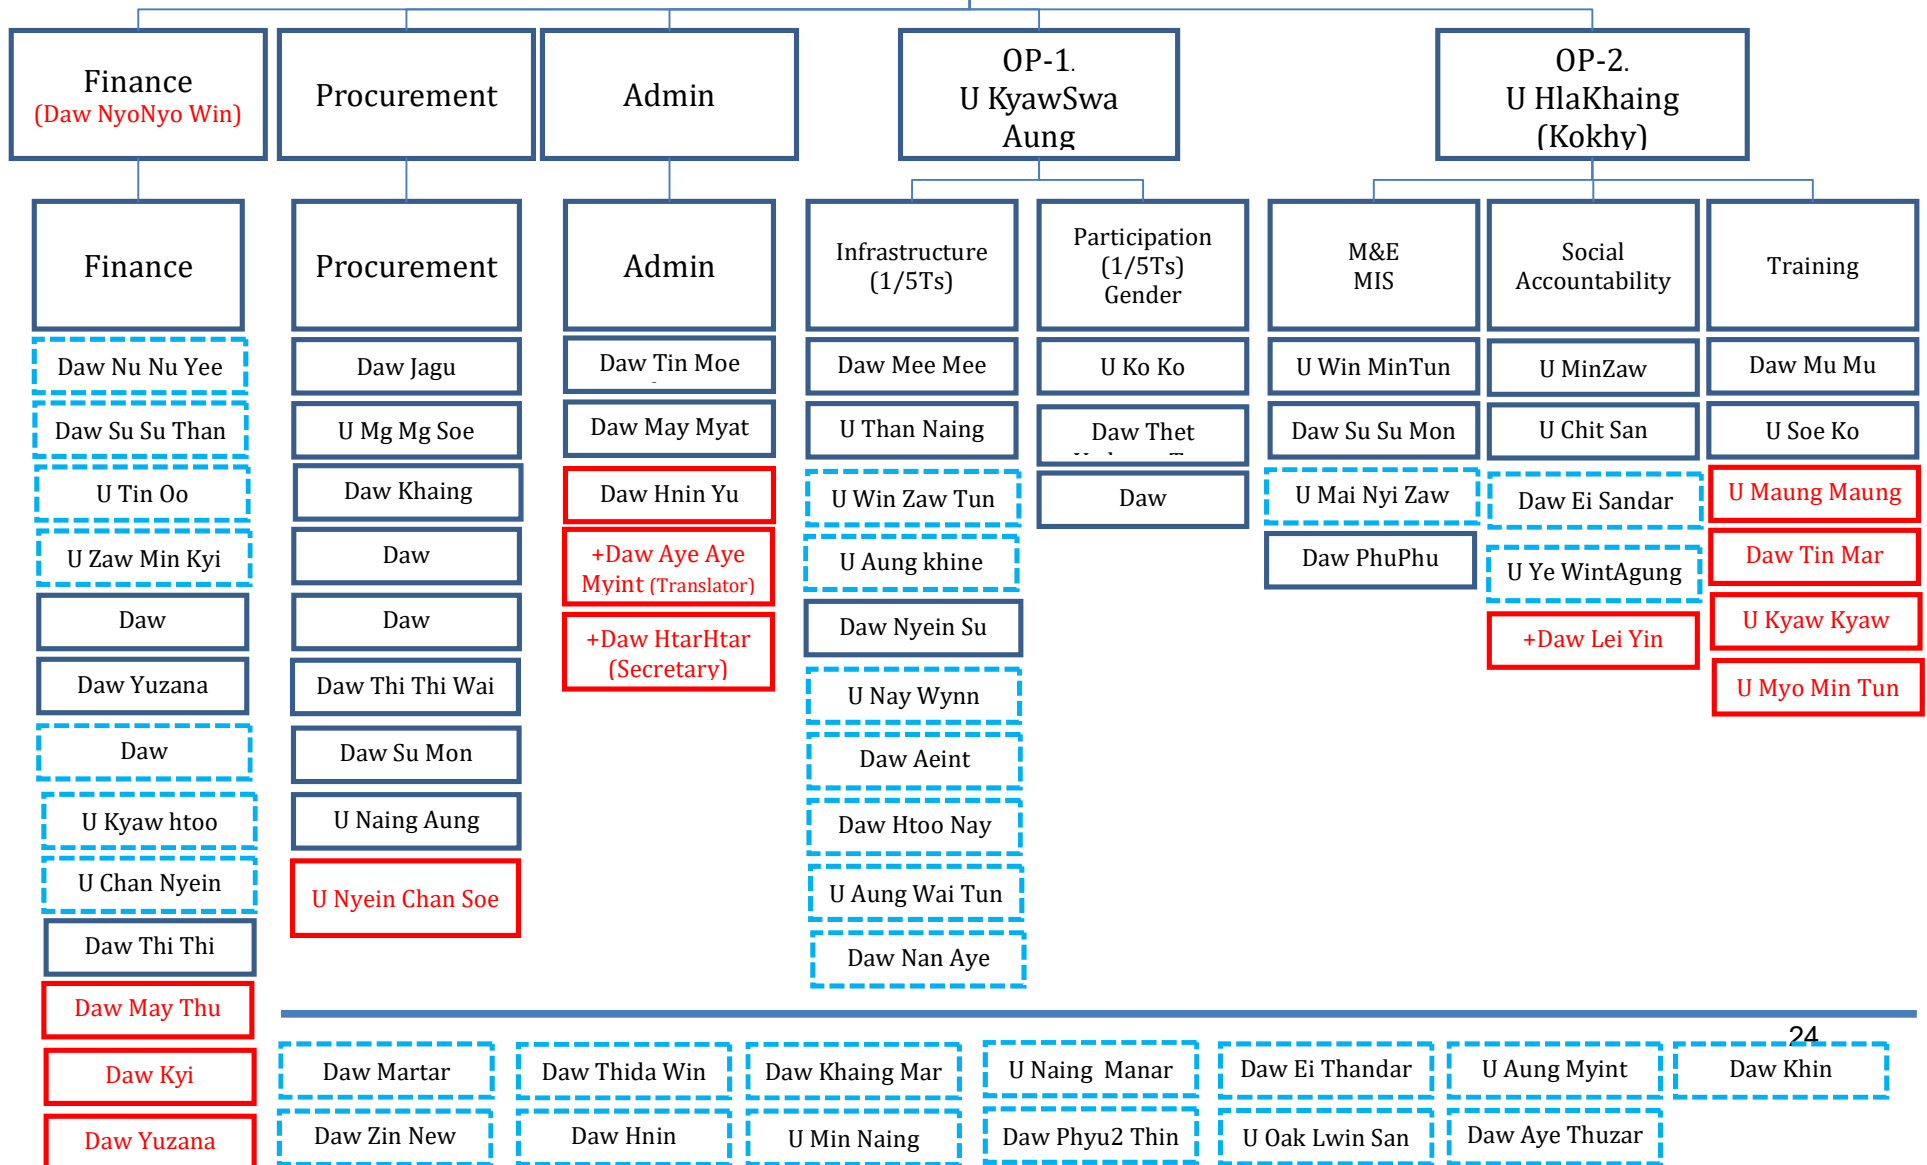 Finance
(Daw NyoNyo Win)
Procurement
Admin
OP-1.
U KyawSwa
Aung
OP-2.
U HlaKhaing
(Kokhy)
Finance
Procurement
Admin
Infrastructure
(1/5Ts)
Participation
(1/5Ts)
Gender
M&E
MIS
Social
Accountability
Training
Daw Nu Nu Yee
Daw Su Su Than
U Tin Oo
U Zaw Min Kyi
Daw
Daw Yuzana
Daw
U Kyaw htoo
U Chan Nyein
Daw Thi Thi
Daw May Thu
Daw Kyi
Daw Yuzana
Daw Jagu
U Mg Mg Soe
Daw Khaing
Daw
Daw
Daw Thi Thi Wai
Daw Su Mon
U Naing Aung
U Nyein Chan Soe
Daw Tin Moe
Daw May Myat
Daw Hnin Yu
+Daw Aye Aye
Myint (Translator)
+Daw HtarHtar
(Secretary)
Daw Mee Mee
U Than Naing
U Win Zaw Tun
U Aung khine
Daw Nyein Su
U Nay Wynn
Daw Aeint
Daw Htoo Nay
U Aung Wai Tun
Daw Nan Aye
U Ko Ko
Daw Thet
Daw
U Win MinTun
Daw Su Su Mon
U Mai Nyi Zaw
Daw PhuPhu
U MinZaw
U Chit San
Daw Ei Sandar
U Ye WintAgung
+Daw Lei Yin
Daw Mu Mu
U Soe Ko
U Maung Maung
Daw Tin Mar
U Kyaw Kyaw
U Myo Min Tun
24
Daw Martar
Daw Thida Win
Daw Khaing Mar
U Naing Manar
Daw Ei Thandar
U Aung Myint
Daw Khin
Daw Zin New
Daw Hnin
U Min Naing
Daw Phyu2 Thin
U Oak Lwin San
Daw Aye Thuzar